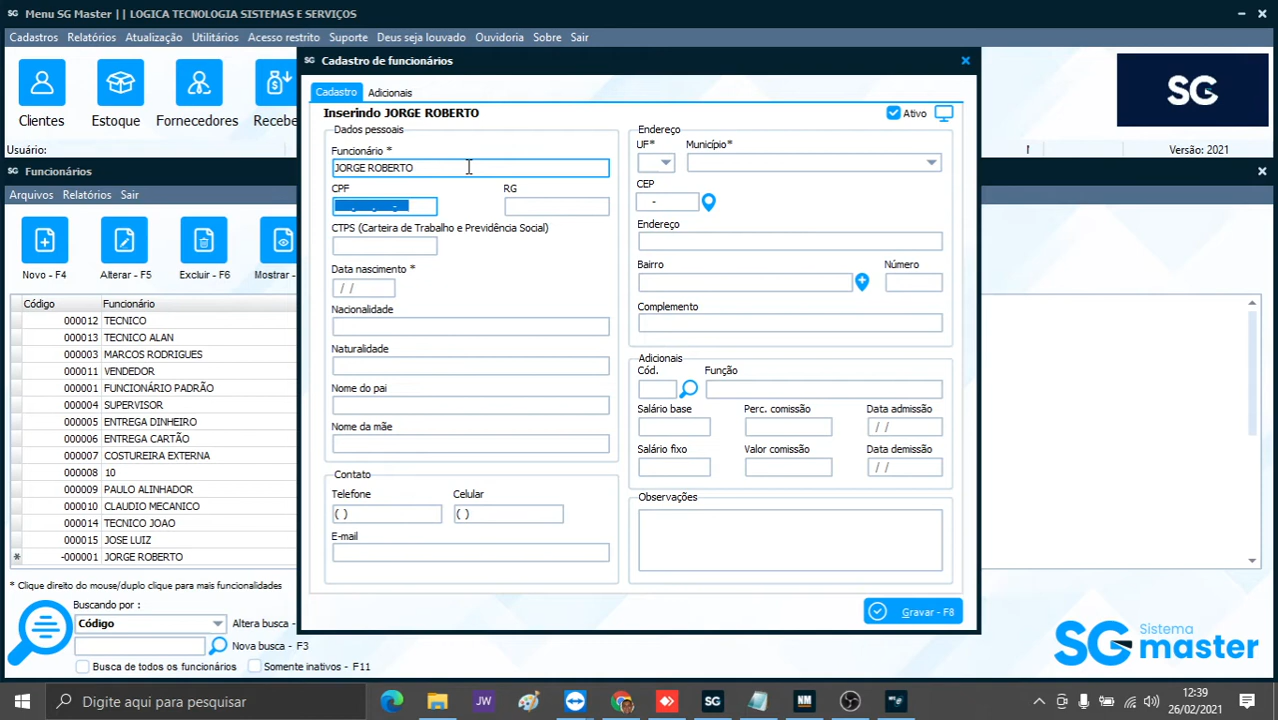 SG Menu SG Master || LOGICA TECNOLOGIA SISTEMAS E SERVIÇOS
Cadastros Relatórios Atualização Utilitários Acesso restrito Suporte Deus seja louvado Ouvidoria Sobre Sair
Clientes Estoque Fornecedores Recebe
SG
Usuário:
Versão: 2021
SG Funcionários
Arquivos Relatórios Sair
Novo - F4 Alterar - F5 Excluir - F6 Mostrar -
Código Funcionário
000012 TECNICO
000013 TECNICO ALAN
000003 MARCOS RODRIGUES
000011 VENDEDOR
000001 FUNCIONÁRIO PADRÃO
000004 SUPERVISOR
000005 ENTREGA DINHEIRO
000006 ENTREGA CARTÃO
000007 COSTUREIRA EXTERNA
000008 10
000009 PAULO ALINHADOR
000010 CLAUDIO MECANICO
000014 TECNICO JOAO
000015 JOSE LUIZ
* -000001 JORGE ROBERTO
* Clique direito do mouse/duplo clique para mais funcionalidades
Buscando por :
Código Altera busca -
Nova busca - F3
Busca de todos os funcionários Somente inativos - F11
SG Cadastro de funcionários
Cadastro Adicionais
Inserindo JORGE ROBERTO
Ativo
Dados pessoais
Funcionário *
JORGE ROBERTO
CPF RG
. . -
CTPS (Carteira de Trabalho e Previdência Social)
Data nascimento *
/ /
Nacionalidade
Naturalidade
Nome do pai
Nome da mãe
Contato
Telefone Celular
( ) ( )
E-mail
Endereço
UF* Município*
CEP
-
Endereço
Bairro Número
Complemento
Adicionais
Cód. Função
Salário base Perc. comissão Data admissão
/ /
Salário fixo Valor comissão Data demissão
/ /
Observações
Gravar - F8
SG Sistema master
Digite aqui para pesquisar
JW
SG
NM
12:39
26/02/2021